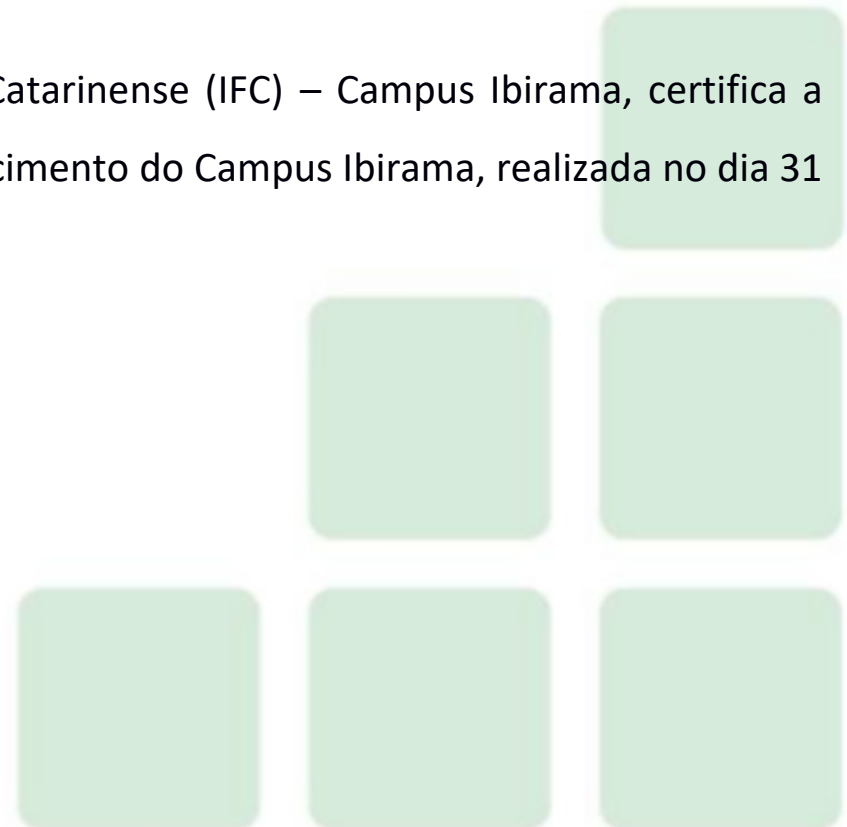 Catarinense (IFC) – Campus Ibirama, certifica a
cimento do Campus Ibirama, realizada no dia 31